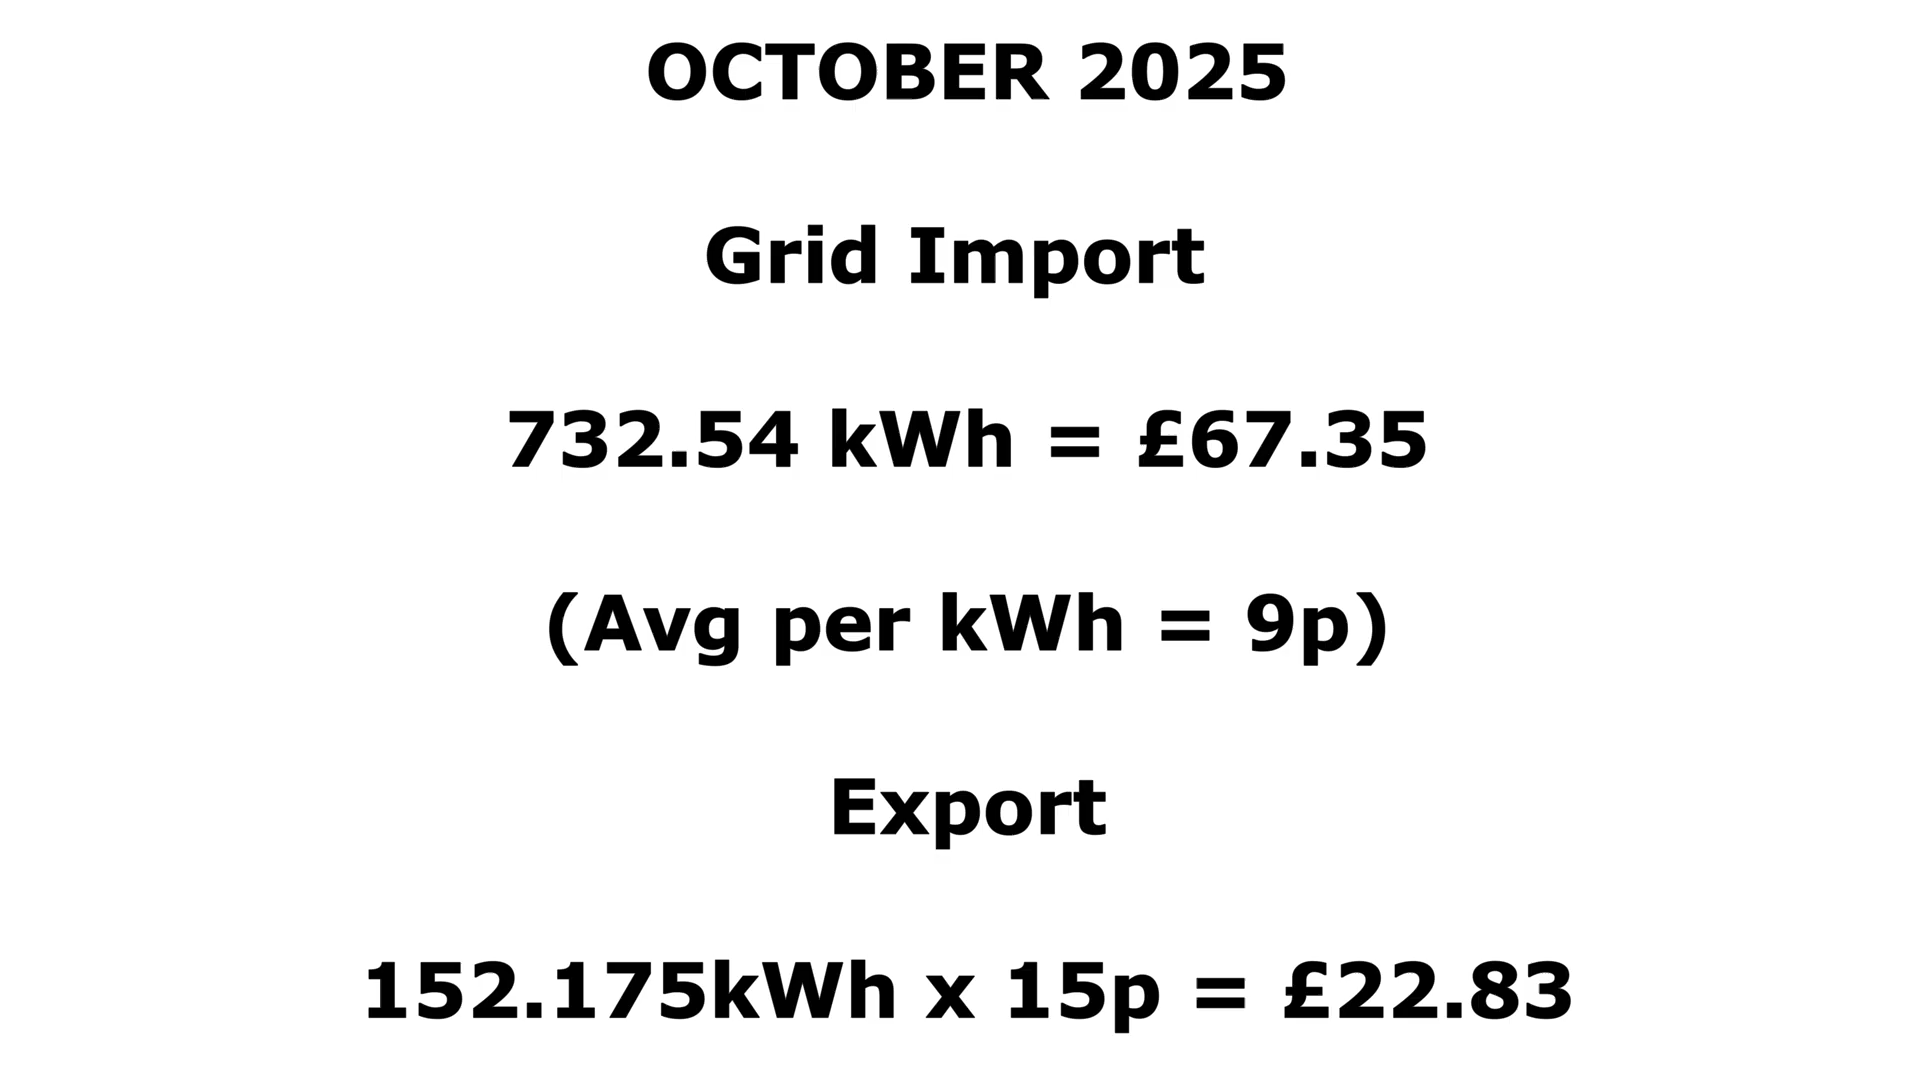 OCTOBER 2025
Grid Import
732.54 kWh = £67.35
(Avg per kWh = 9p)
Export
152.175kWh x 15p = £22.83